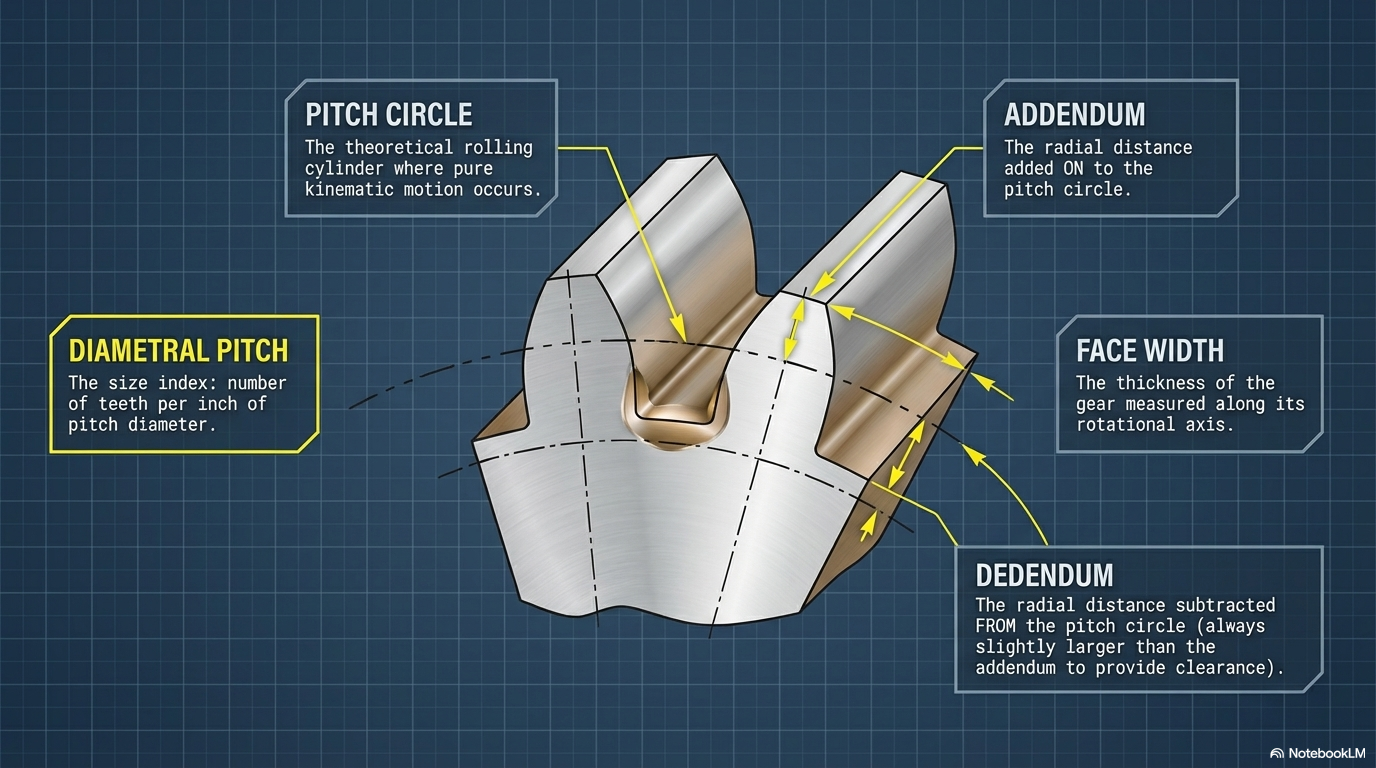 PITCH CIRCLE
The theoretical rolling
cylinder where pure
kinematic motion occurs.
ADDENDUM
The radial distance
added ON to the
pitch circle.
DIAMETRAL PITCH
The size index: number
of teeth per inch of
pitch diameter.
FACE WIDTH
The thickness of the
gear measured along its
rotational axis.
DEDENDUM
The radial distance subtracted
FROM the pitch circle (always
slightly larger than the
addendum to provide clearance).
NotebookLM